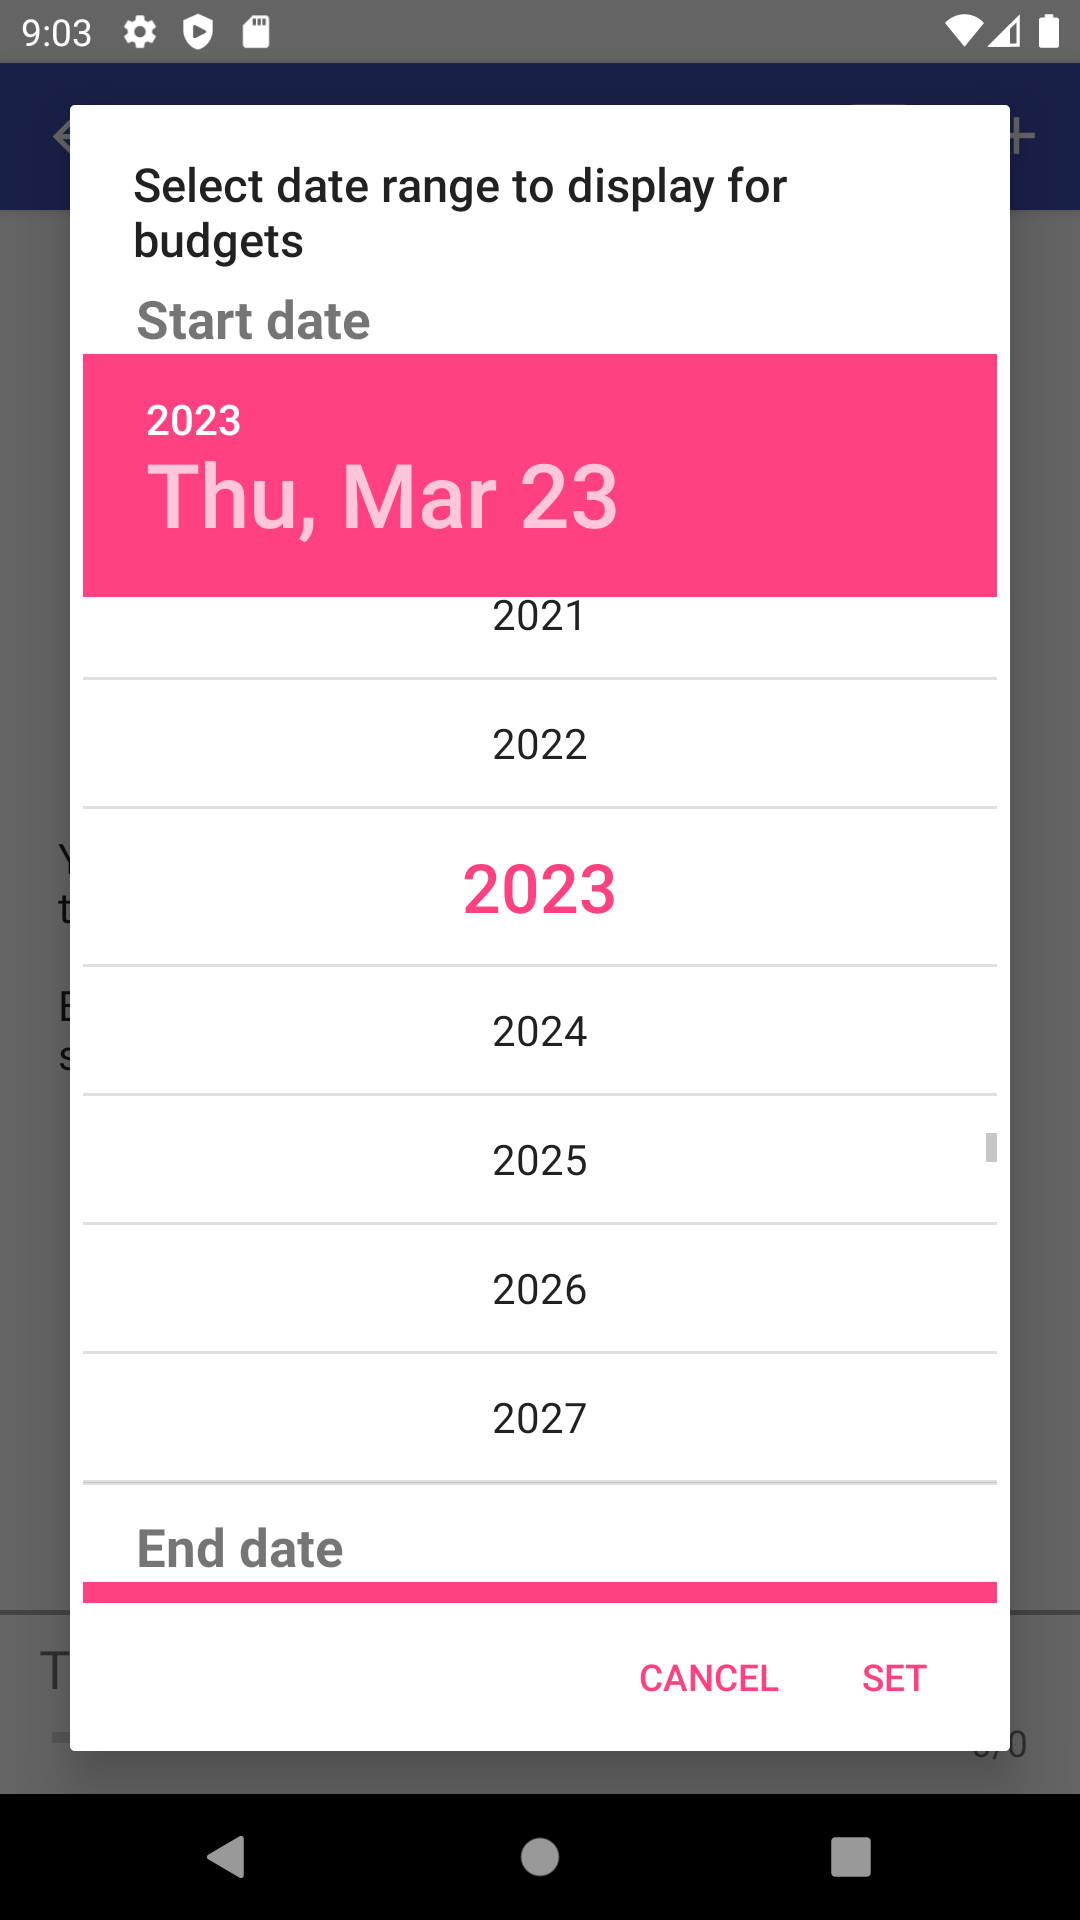 9:03
Select date range to display for
budgets
Start date
2023
Thu, Mar 23
2021
2022
2023
2024
2025
2026
2027
End date
CANCEL SET